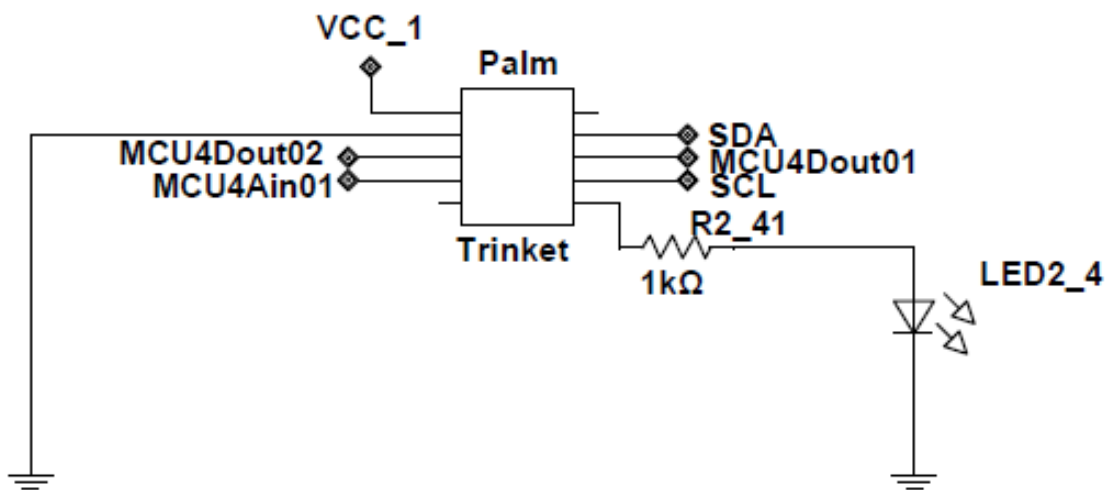 VCC_1
Palm
SDA
MCU4Dout02
MCU4Dout01
MCU4Ain01
SCL
R2_41
Trinket
1kΩ
LED2_4